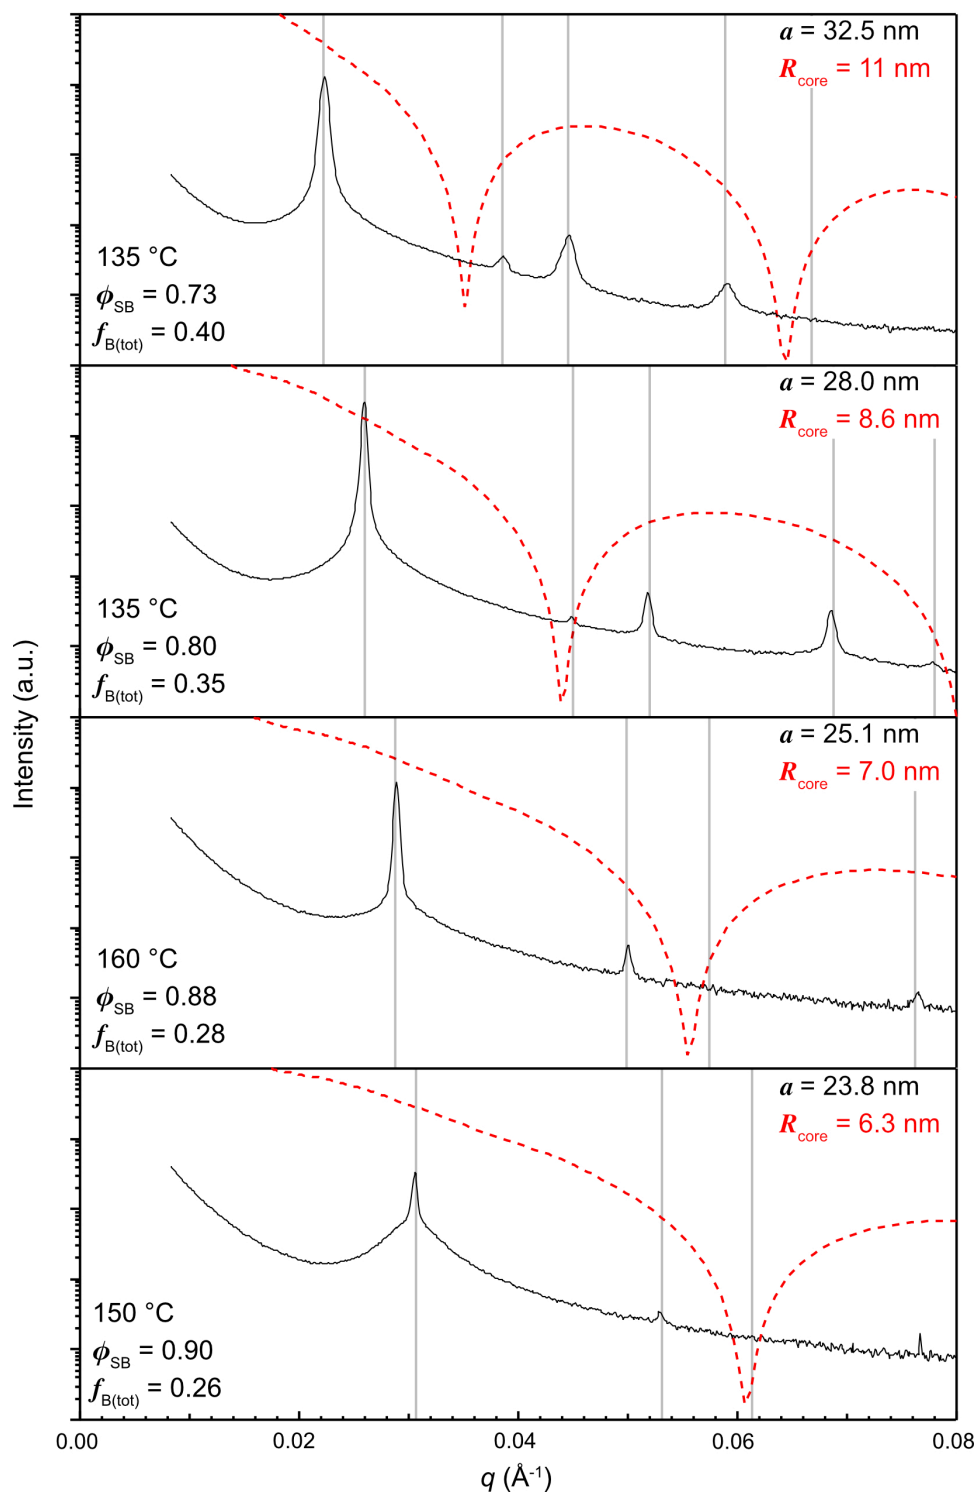 a = 32.5 nm
Rcore = 11 nm
135 °C
ϕSB = 0.73
fB(tot) = 0.40
a = 28.0 nm
Rcore = 8.6 nm
135 °C
ϕSB = 0.80
fB(tot) = 0.35
Intensity (a.u.)
a = 25.1 nm
Rcore = 7.0 nm
160 °C
ϕSB = 0.88
fB(tot) = 0.28
a = 23.8 nm
Rcore = 6.3 nm
150 °C
ϕSB = 0.90
fB(tot) = 0.26
0.00 0.02 0.04 0.06 0.08
q (Å-1)